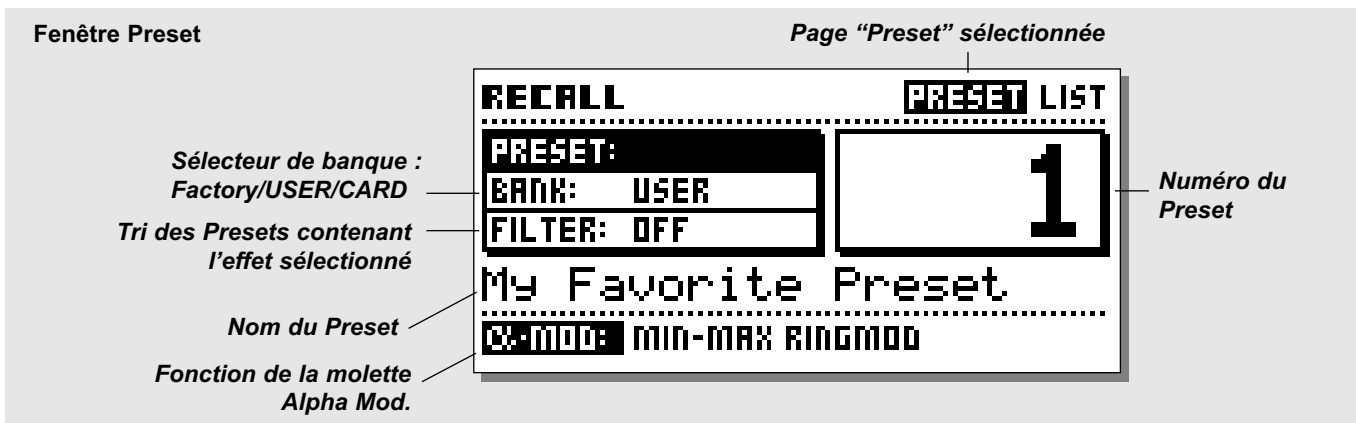 Fenêtre Preset
Page “Preset” sélectionnée
RECALL
PRESET LIST
PRESET:
BANK: USER
FILTER: OFF
1
My Favorite Preset
α-MOD: MIN-MAX RINGMOD
Sélecteur de banque :
Factory/USER/CARD
Tri des Presets contenant
l'effet sélectionné
Nom du Preset
Fonction de la molette
Alpha Mod.
Numéro du
Preset